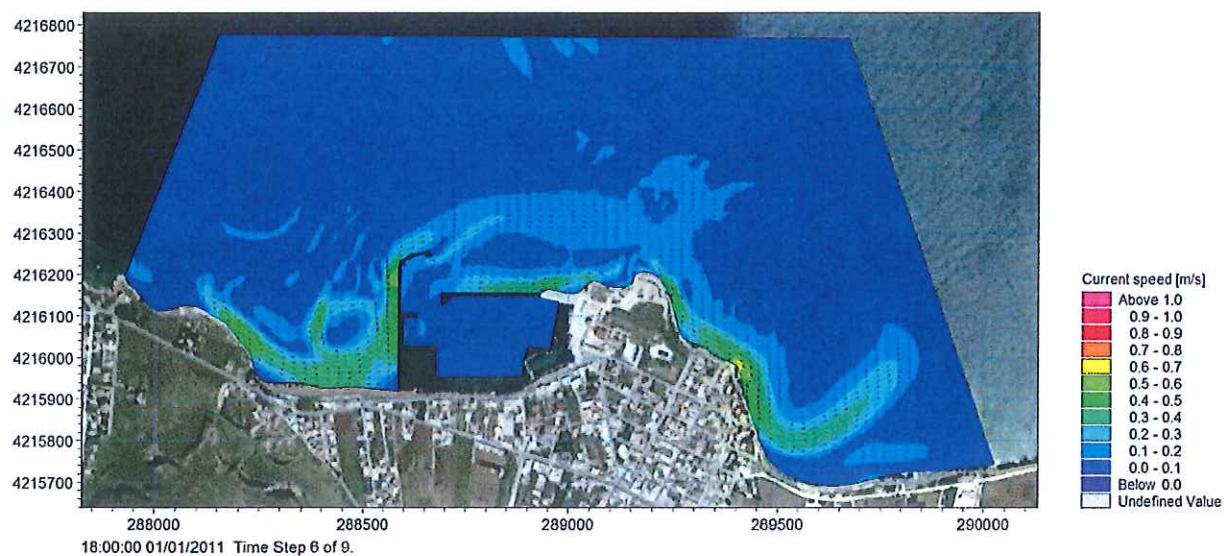 4216800
4216700
4216600
4216500
4216400
4216300
4216200
4216100
4216000
4215900
4215800
4215700
288000
288500
289000
289500
290000
18:00:00 01/01/2011 Time Step 6 of 9.
Current speed [m/s]
Above 1.0
0.9 - 1.0
0.8 - 0.9
0.7 - 0.8
0.6 - 0.7
0.5 - 0.6
0.4 - 0.5
0.3 - 0.4
0.2 - 0.3
0.1 - 0.2
0.0 - 0.1
Below 0.0
Undefined Value